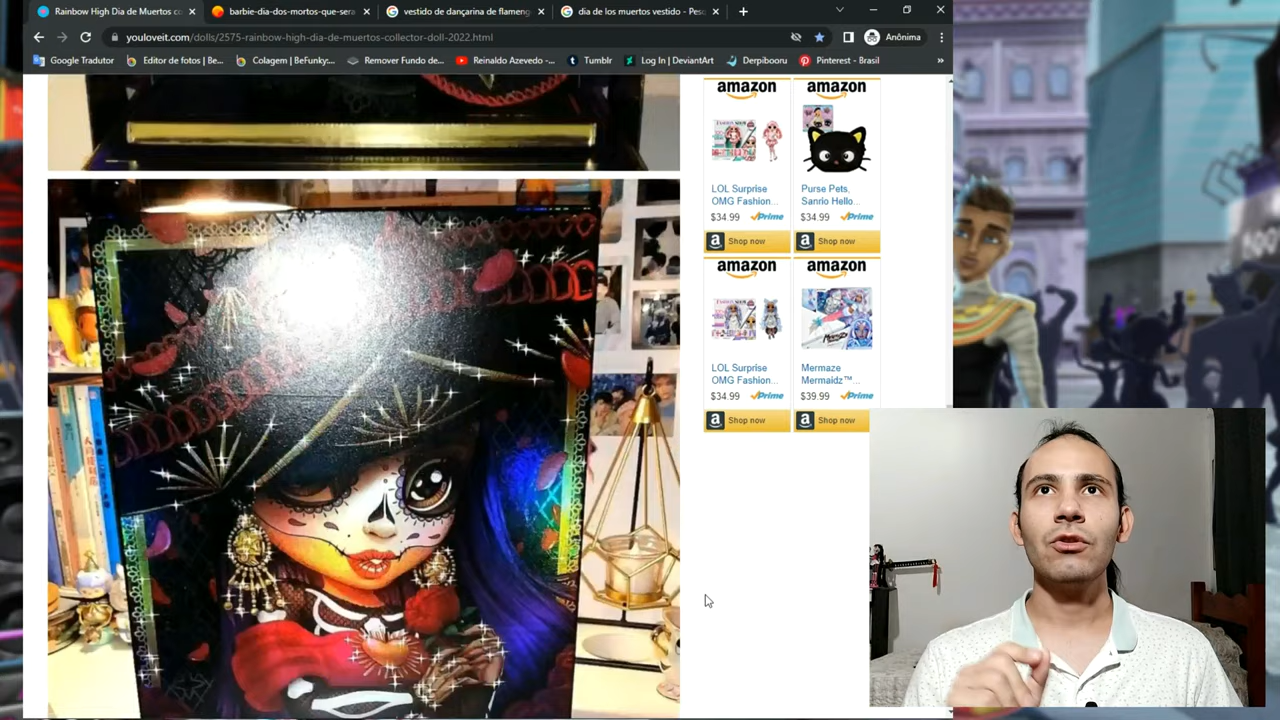 Rainbow High Dia de Muertos cc
barbie-dia-dos-mortos-que-sera
vestido de dançarina de flameng
dia de los muertos vestido - Pesq
youloveit.com/dolls/2575-rainbow-high-dia-de-muertos-collector-doll-2022.html
Anônima
Google Tradutor
Editor de fotos | Be...
Colagem | BeFunky...
Remover Fundo de...
Reinaldo Azevedo -...
Tumblr
Log In | DeviantArt
Derpibooru
Pinterest - Brasil
»
amazon
amazon
LOL Surprise
OMG Fashion...
$34.99 Prime
Shop now
Purse Pets,
Sanrio Hello...
$34.99 Prime
Shop now
amazon
amazon
LOL Surprise
OMG Fashion...
$34.99 Prime
Shop now
Mermaze
Mermaidz™...
$39.99 Prime
Shop now